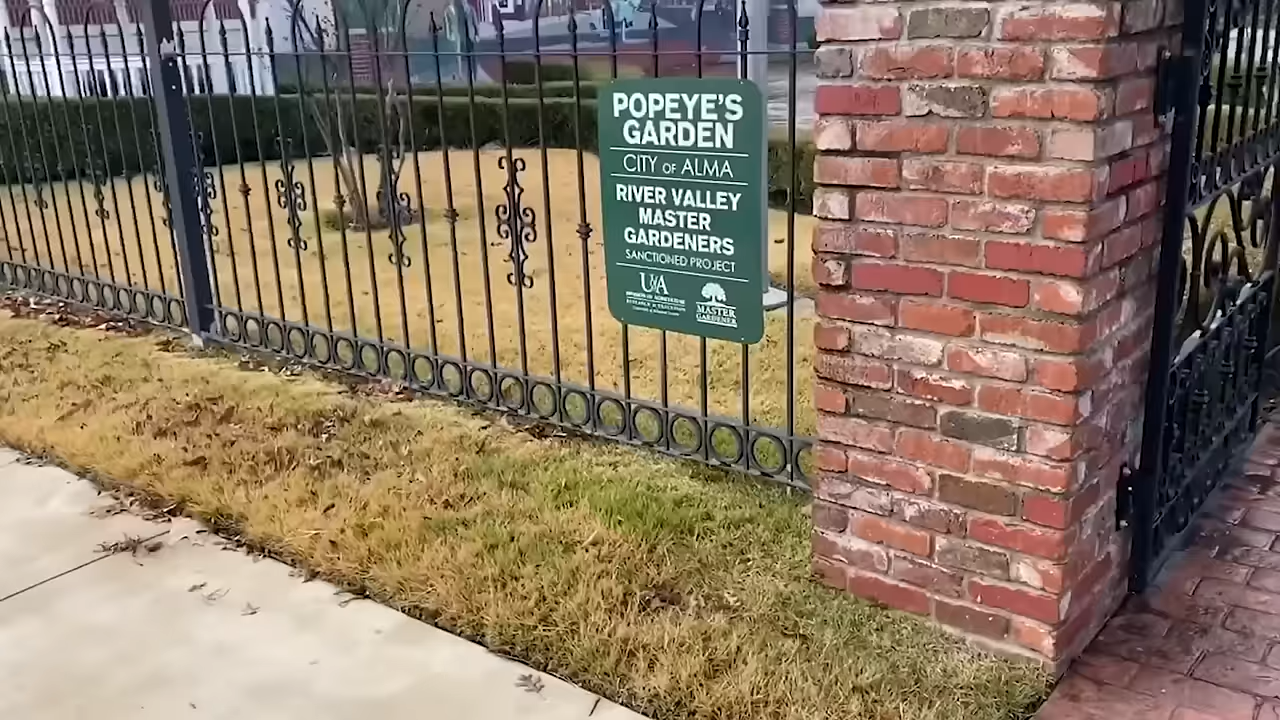 POPEYE'S
GARDEN
CITY OF ALMA
RIVER VALLEY
MASTER
GARDENERS
SANCTIONED PROJECT
MASTER
GARDENER